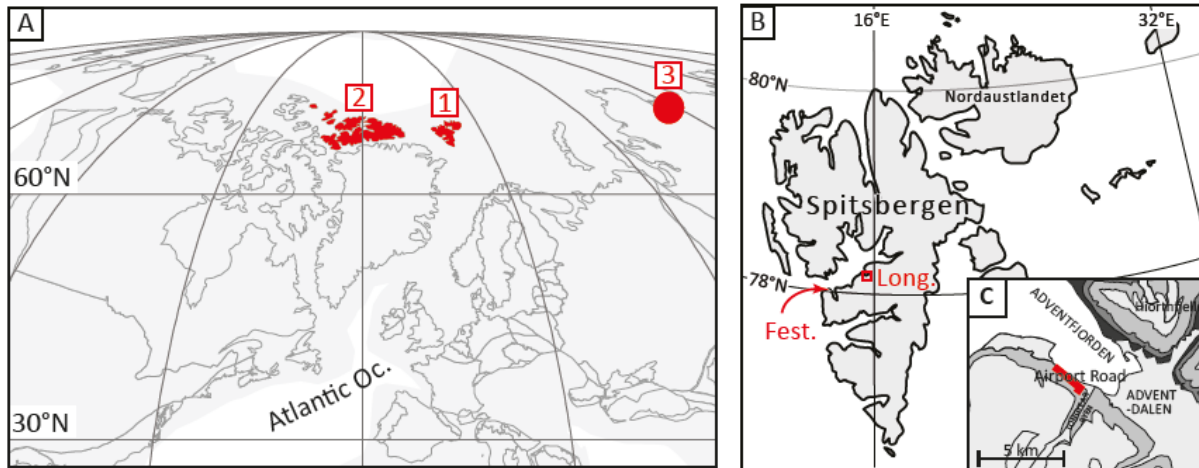 A
3
2
1
60°N
30°N
Atlantic Oc.
B
16°E
32°E
80°N
Nordaustlandet
Spitsbergen
78°N
Long.
Fest.
C
ADVENTFJORDEN
Airport Road
ADVENT
-DALEN
5 km